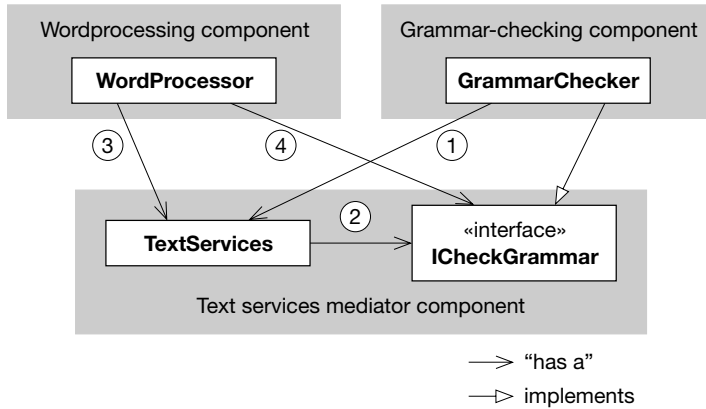 Wordprocessing component
Grammar-checking component
WordProcessor
GrammarChecker
3
4
1
2
TextServices
«interface»
ICheckGrammar
Text services mediator component
“has a”
implements